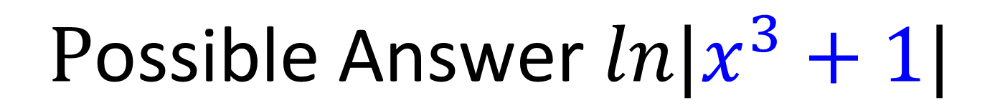 Possible Answer ln|x³ + 1|